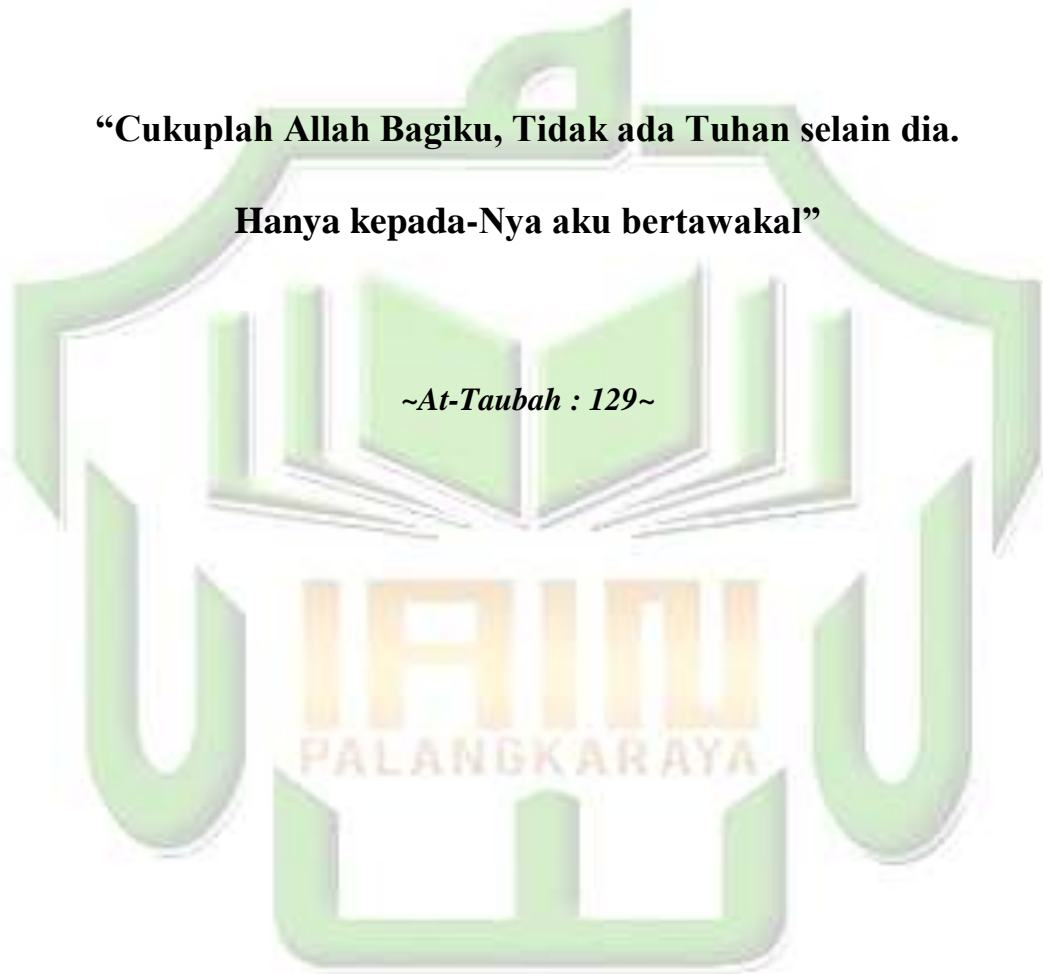 “Cukuplah Allah Bagiku, Tidak ada Tuhan selain dia.
Hanya kepada-Nya aku bertawakal”
~At-Taubah : 129~
IAIN
PALANGKARAYA